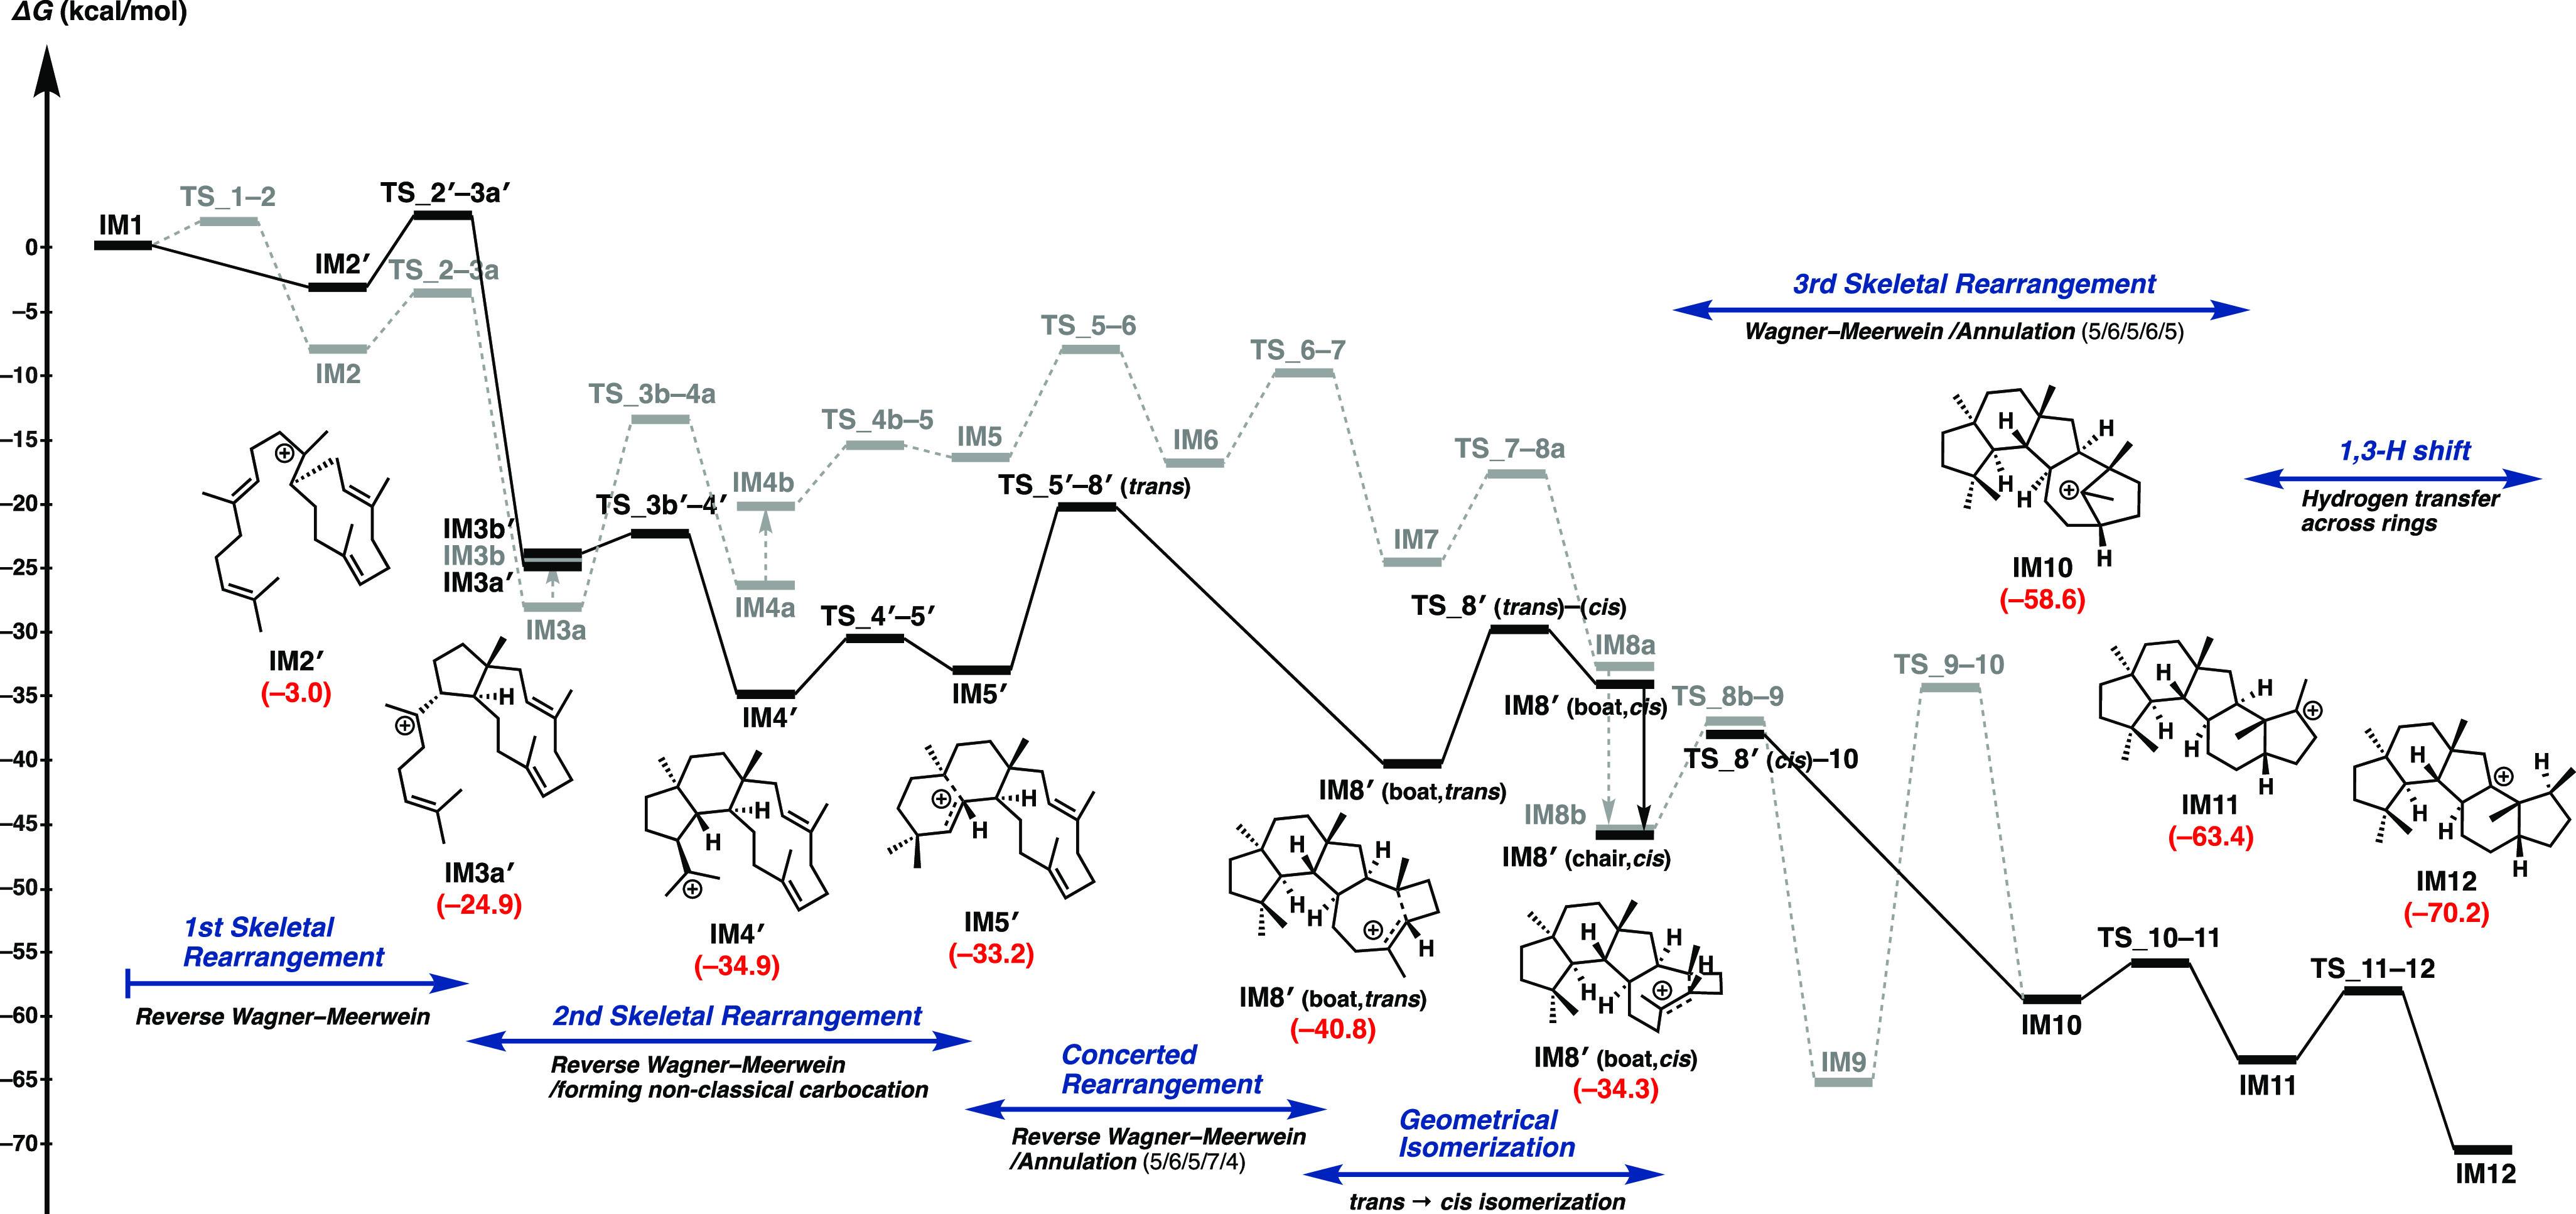 ΔG (kcal/mol)
0
–5
–10
–15
–20
–25
–30
–35
–40
–45
–50
–55
–60
–65
–70
IM1
TS_1–2
IM2′
IM2
TS_2′–3a′
TS_2–3a
IM3b′
IM3b
IM3a′
IM3a
TS_3b–4a
TS_3b′–4′
IM4b
IM4a
IM4′
TS_4b–5
TS_4′–5′
IM5
IM5′
TS_5–6
TS_5′–8′ (trans)
IM6
TS_6–7
IM7
IM8′ (boat,trans)
TS_7–8a
TS_8′ (trans)–(cis)
IM8a
IM8′ (boat,cis)
IM8b
IM8′ (chair,cis)
TS_8b–9
TS_8′ (cis)–10
IM9
TS_9–10
IM10
TS_10–11
IM11
TS_11–12
IM12
⊕
IM2′
(–3.0)
H
⊕
IM3a′
(–24.9)
H
H
⊕
IM4′
(–34.9)
⊕
H
H
IM5′
(–33.2)
H
H
H
H
⊕
H
IM8′ (boat,trans)
(–40.8)
H
H
H
H
H
⊕
IM8′ (boat,cis)
(–34.3)
H
H
H
H
⊕
H
IM10
(–58.6)
H
H
H
H
⊕
H
IM11
(–63.4)
H
H
H
H
⊕
H
IM12
(–70.2)
1st Skeletal
Rearrangement
Reverse Wagner–Meerwein
2nd Skeletal Rearrangement
Reverse Wagner–Meerwein
/forming non-classical carbocation
Concerted
Rearrangement
Reverse Wagner–Meerwein
/Annulation (5/6/5/7/4)
Geometrical
Isomerization
trans → cis isomerization
3rd Skeletal Rearrangement
Wagner–Meerwein /Annulation (5/6/5/6/5)
1,3-H shift
Hydrogen transfer
across rings